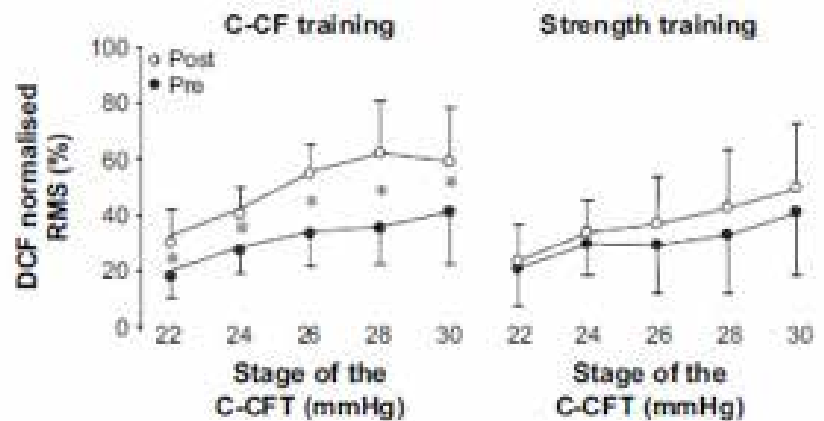 C-CF training
Strength training
100
80
60
40
20
0
Post
Pre
DCF normalised
RMS (%)
22 24 26 28 30
22 24 26 28 30
Stage of the
C-CFT (mmHg)
Stage of the
C-CFT (mmHg)